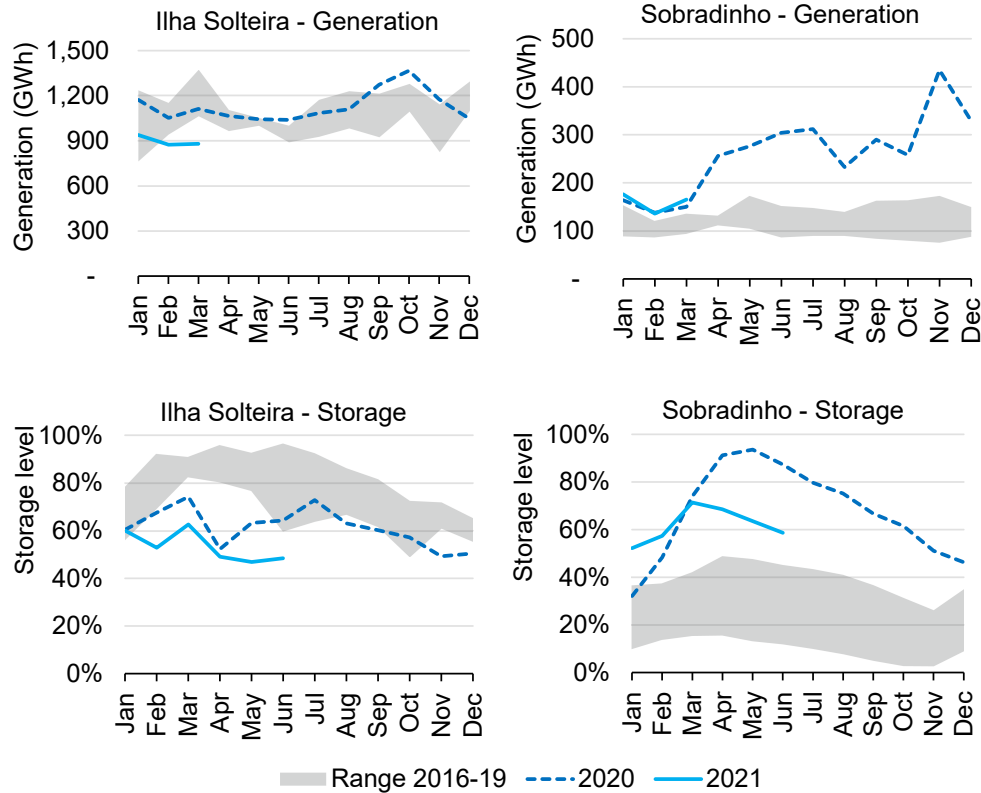 Ilha Solteira - Generation
Generation (GWh)
1,500
1,200
900
600
300
-
Jan
Feb
Mar
Apr
May
Jun
Jul
Aug
Sep
Oct
Nov
Dec
Sobradinho - Generation
Generation (GWh)
500
400
300
200
100
-
Jan
Feb
Mar
Apr
May
Jun
Jul
Aug
Sep
Oct
Nov
Dec
Ilha Solteira - Storage
Storage level
100%
80%
60%
40%
20%
0%
Jan
Feb
Mar
Apr
May
Jun
Jul
Aug
Sep
Oct
Nov
Dec
Sobradinho - Storage
Storage level
100%
80%
60%
40%
20%
0%
Jan
Feb
Mar
Apr
May
Jun
Jul
Aug
Sep
Oct
Nov
Dec
Range 2016-19 2020 2021